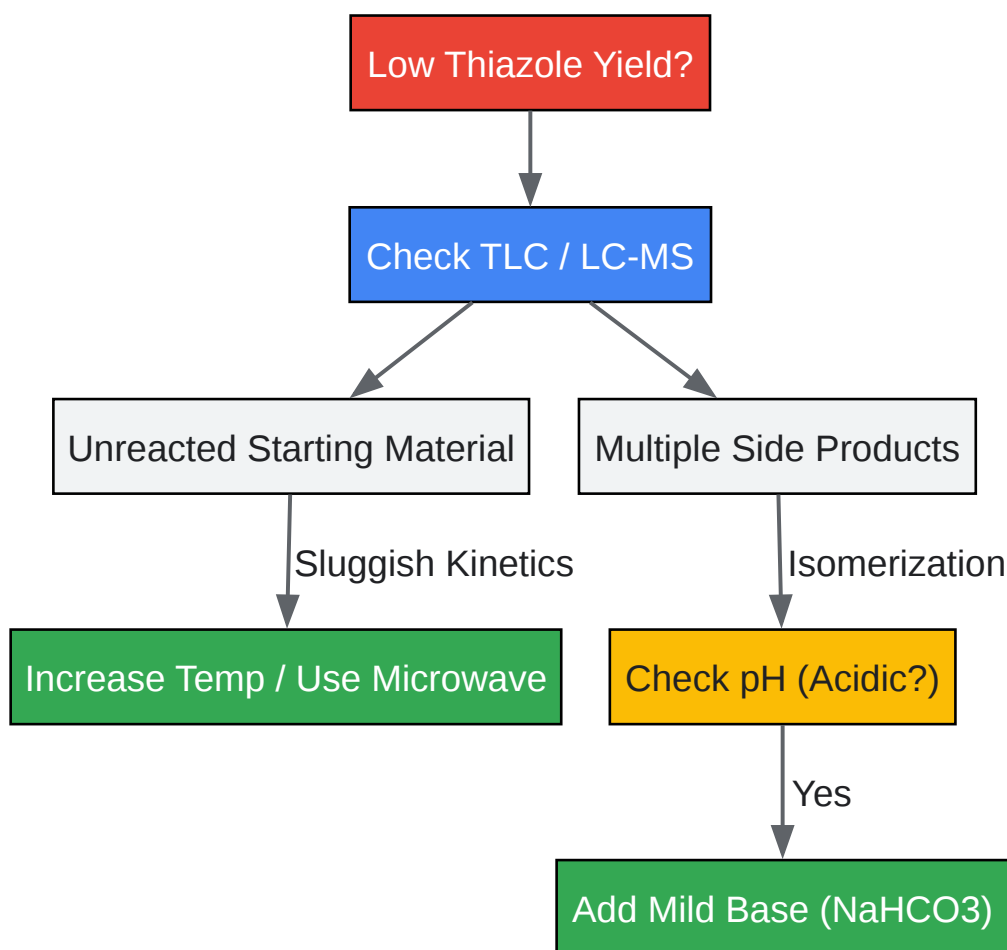 Low Thiazole Yield?
Check TLC / LC-MS
Unreacted Starting Material
Multiple Side Products
Sluggish Kinetics
Isomerization
Increase Temp / Use Microwave
Check pH (Acidic?)
Yes
Add Mild Base (NaHCO3)